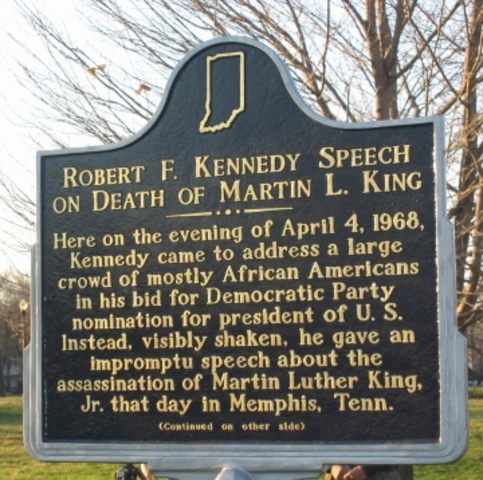 Robert F. Kennedy Speech
on Death of Martin L. King
Here on the evening of April 4, 1968,
Kennedy came to address a large
crowd of mostly African Americans
in his bid for Democratic Party
nomination for president of U. S.
Instead, visibly shaken, he gave an
impromptu speech about the
assassination of Martin Luther King,
Jr. that day in Memphis, Tenn.
(Continued on other side)